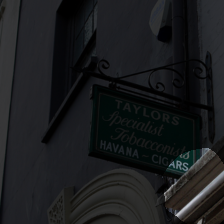 TAYLORS
Specialist
Tobacconists
HAVANA - CIGARS